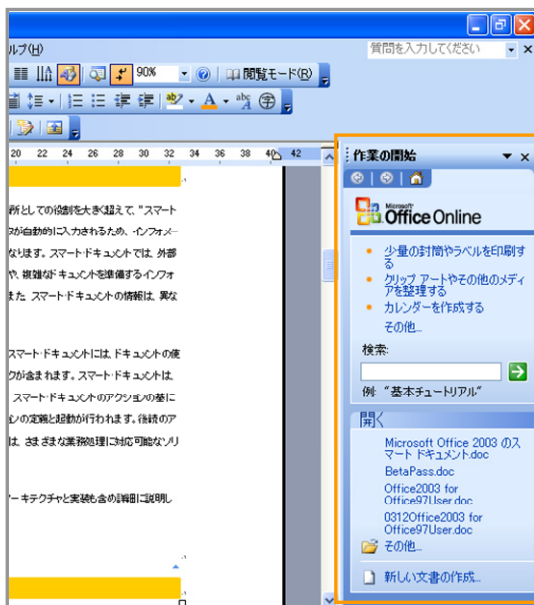 ルプ(H)
質問を入力してください
90%
閲覧モード(R)
20 22 24 26 28 30 32 34 36 38 40 42
所としての役割を大きく超えて、“スマート
スが自動的に入力されるため、インフォメー
なります。スマート・ドキュメントでは、外部
や、複雑なドキュメントを準備するインフォ
また、スマート・ドキュメントの情報は、異な
スマート・ドキュメントには、ドキュメントの使
クが含まれます。スマート・ドキュメントは、
スマート・ドキュメントのアクションの基に
ンの定義と起動が行われます。後続のア
は、さまざまな業務処理に対応可能なソリ
ーキテクチャと実装も含め詳細に説明し
作業の開始
Microsoft
Office Online
少量の封筒やラベルを印刷す
る
クリップ アートやその他のメディ
アを整理する
カレンダーを作成する
その他...
検索:
例: “基本チュートリアル”
開く
Microsoft Office 2003 のス
マート ドキュメント.doc
BetaPass.doc
Office2003 for
Office97User.doc
0312Office2003 for
Office97User.doc
その他...
新しい文書の作成...